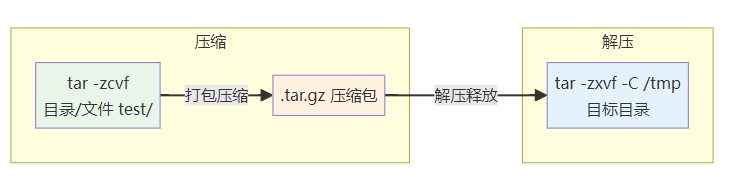 压缩
tar -zcvf
目录/文件 test/
打包压缩
.tar.gz 压缩包
解压释放
解压
tar -zxvf -C /tmp
目标目录